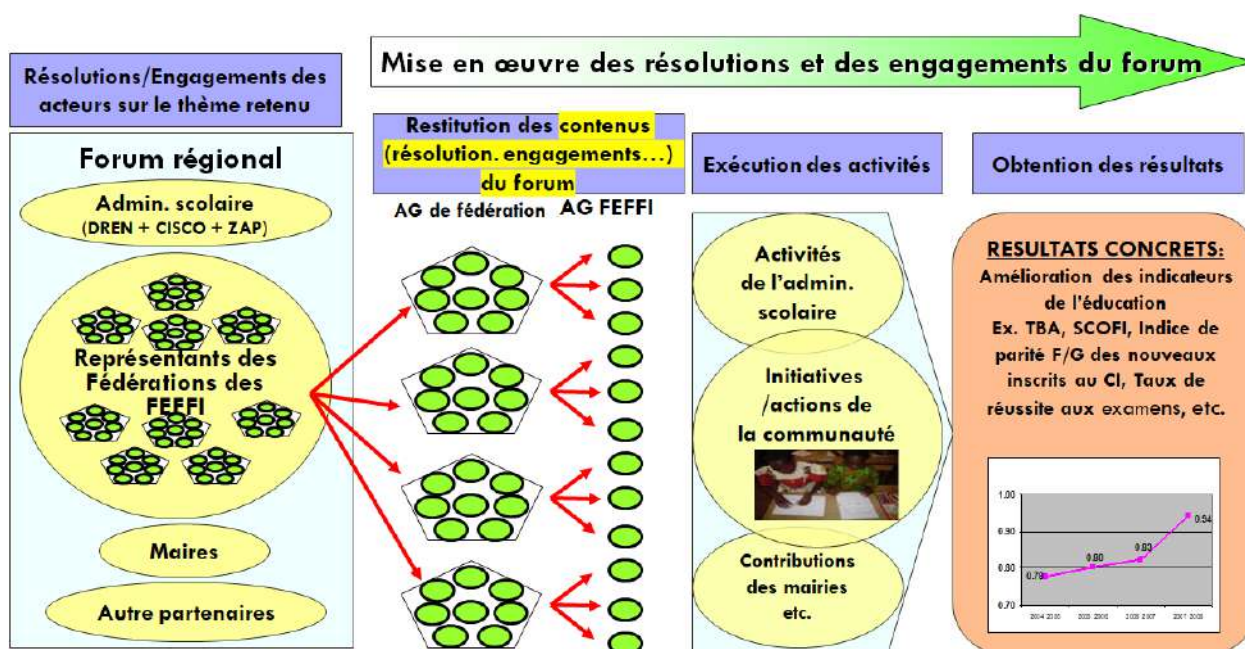 Mise en œuvre des résolutions et des engagements du forum
Résolutions/Engagements des
acteurs sur le thème retenu
Forum régional
Admin. scolaire
(DREN + CISCO + ZAP)
Représentants des
Fédérations des
FEFFI
Maires
Autre partenaires
Restitution des contenus
(résolution. engagements...)
du forum
AG de fédération
AG FEFFI
Exécution des activités
Activités
de l'admin.
scolaire
Initiatives
/actions de
la communauté
Contributions
des mairies
etc.
Obtention des résultats
RESULTATS CONCRETS:
Amélioration des indicateurs
de l'éducation
Ex. TBA, SCOFI, Indice de
parité F/G des nouveaux
inscrits au CI, Taux de
réussite aux examens, etc.
1.00
0.90
0.80
0.70
0.80
0.94
2004 2005
2005 2006